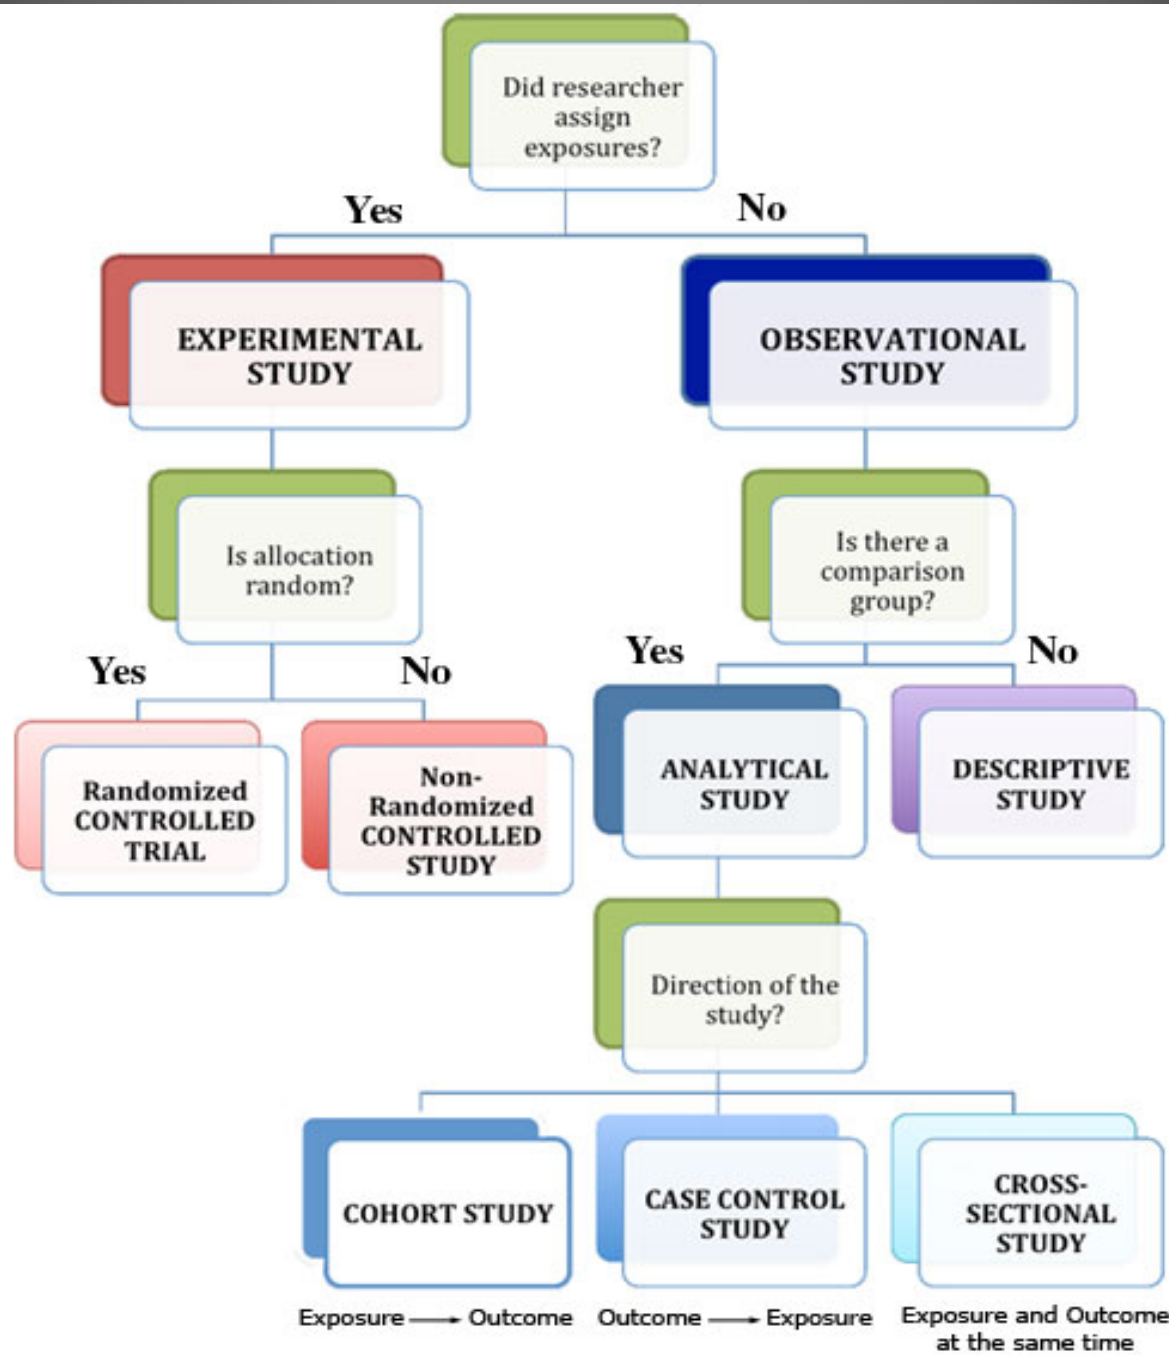 Did researcher
assign
exposures?
Yes
No
EXPERIMENTAL
STUDY
OBSERVATIONAL
STUDY
Is allocation
random?
Is there a
comparison
group?
Yes
No
Yes
No
Randomized
CONTROLLED
TRIAL
Non-
Randomized
CONTROLLED
STUDY
ANALYTICAL
STUDY
DESCRIPTIVE
STUDY
Direction of the
study?
COHORT STUDY
CASE CONTROL
STUDY
CROSS-
SECTIONAL
STUDY
Exposure → Outcome
Outcome → Exposure
Exposure and Outcome
at the same time